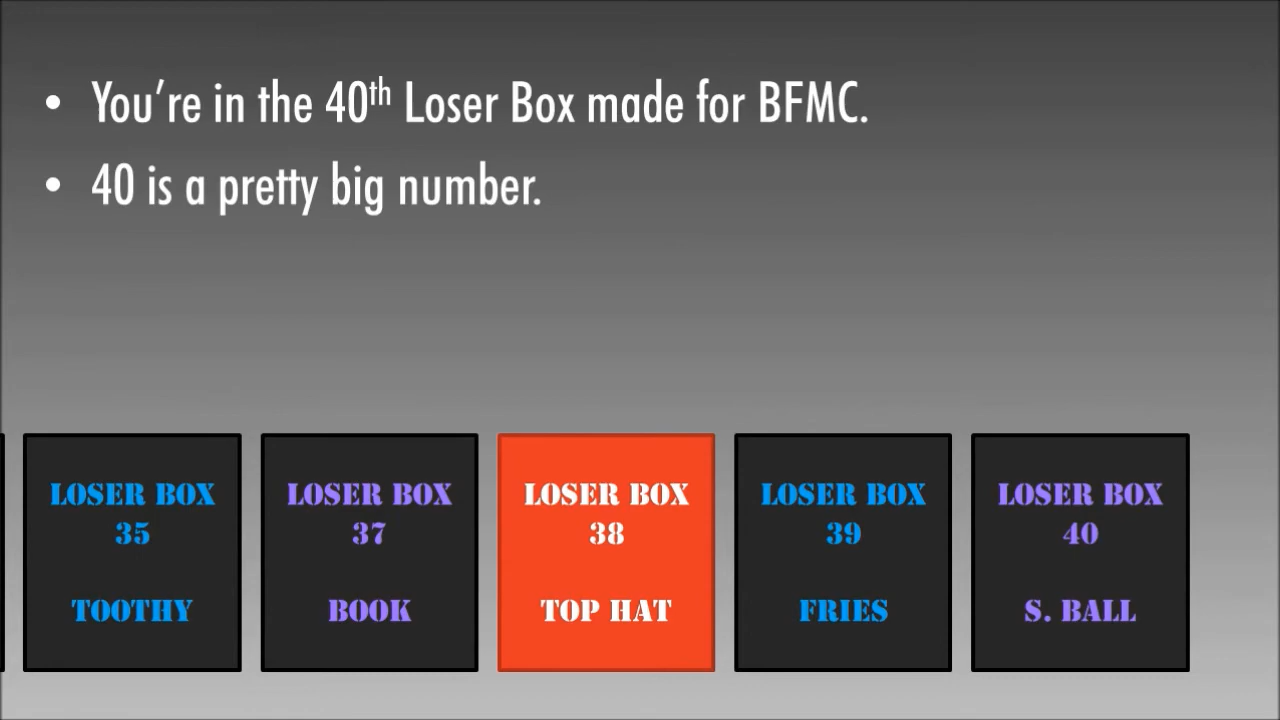 • You're in the 40th Loser Box made for BFMC.
• 40 is a pretty big number.
LOSER BOX
35
TOOTHY
LOSER BOX
37
BOOK
LOSER BOX
38
TOP HAT
LOSER BOX
39
FRIES
LOSER BOX
40
S. BALL